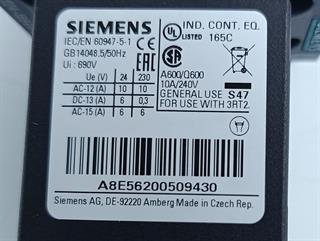 SIEMENS
IEC/EN 60947-5-1
GB14048.5/50Hz
Ui : 690V
Ue (V) 24 230
AC-12 (A) 10 10
DC-13 (A) 6 0,3
AC-15 (A) 6 6
UL LISTED IND. CONT. EQ. 165C
A600/Q600
10A/240V
GENERAL USE S47
FOR USE WITH 3RT2.
A8E56200509430
Siemens AG, DE-92220 Amberg Made in Czech Rep.